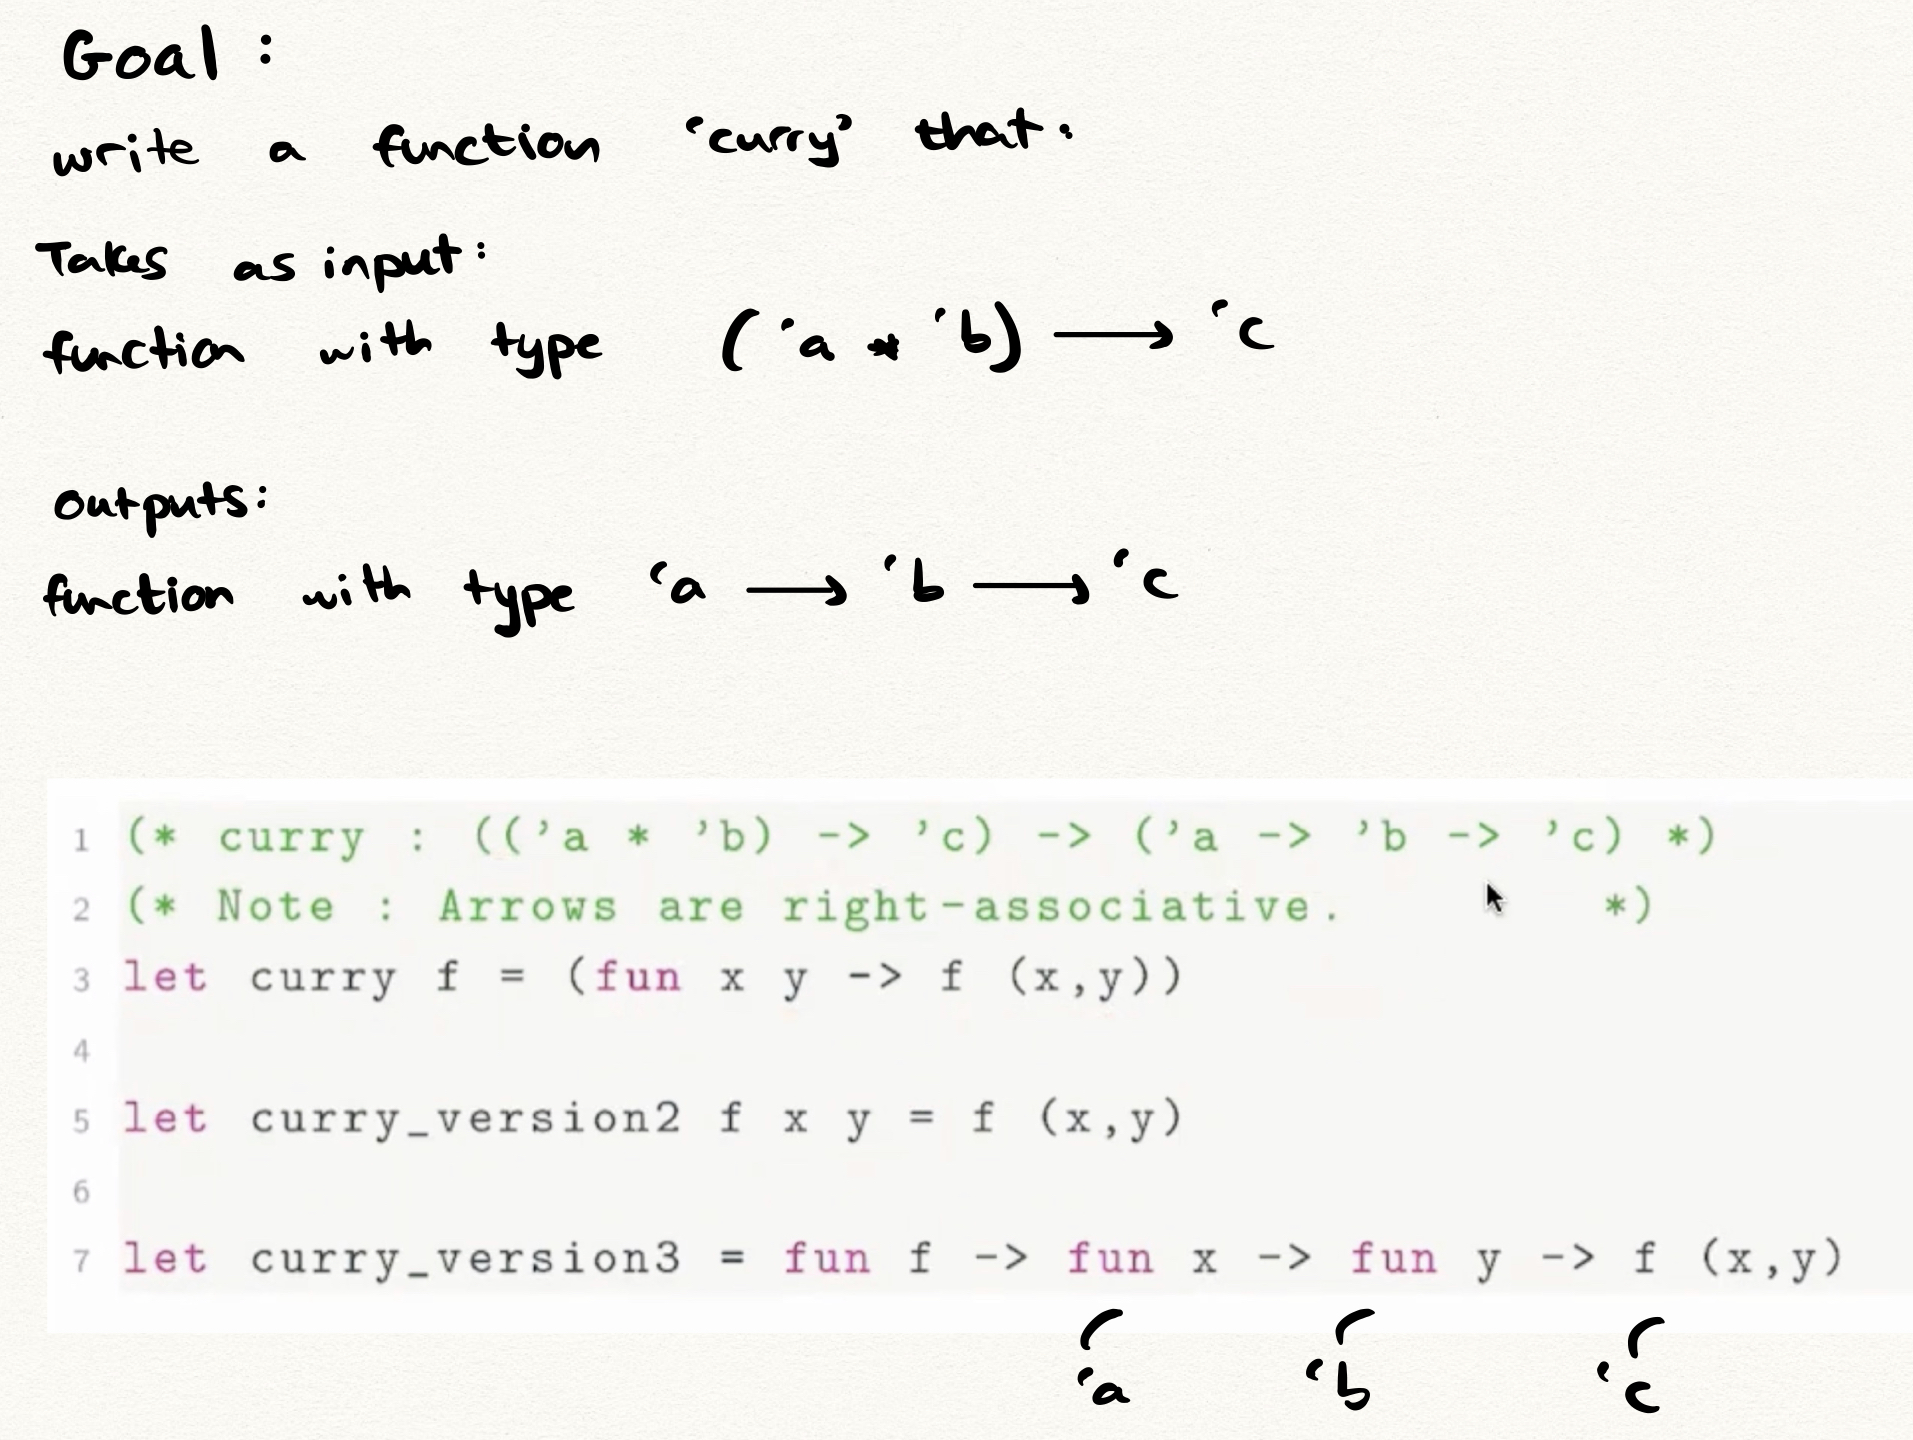 Goal :
write a function 'curry' that:
Takes as input:
function with type ('a * 'b) → 'c
outputs:
function with type 'a → 'b → 'c
1 (* curry : (('a * 'b) -> 'c) -> ('a -> 'b -> 'c) *)
2 (* Note : Arrows are right-associative. *)
3 let curry f = (fun x y -> f (x,y))
4
5 let curry_version2 f x y = f (x,y)
6
7 let curry_version3 = fun f -> fun x -> fun y -> f (x,y)
'a 'b 'c